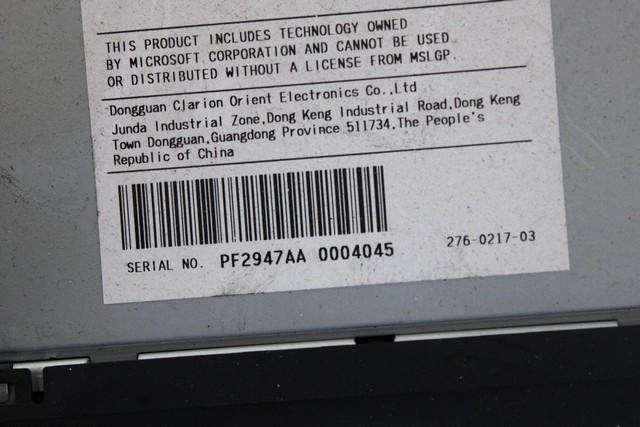 THIS PRODUCT INCLUDES TECHNOLOGY OWNED
BY MICROSOFT CORPORATION AND CANNOT BE USED
OR DISTRIBUTED WITHOUT A LICENSE FROM MSLGP.
Dongguan Clarion Orient Electronics Co.,Ltd
Junda Industrial Zone,Dong Keng Industrial Road,Dong Keng
Town Dongguan,Guangdong Province 511734,The People's
Republic of China
SERIAL NO. PF2947AA 0004045
276-0217-03